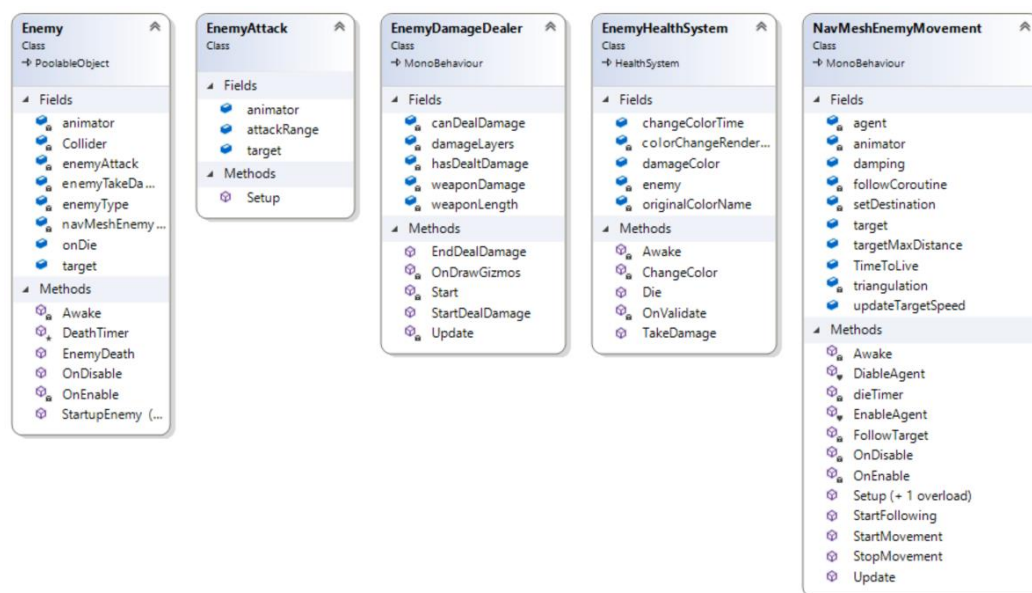 Enemy
Class
PoolableObject
Fields
animator
Collider
enemyAttack
enemyTakeDa...
enemyType
navMeshEnemy...
onDie
target
Methods
Awake
DeathTimer
EnemyDeath
OnDisable
OnEnable
StartupEnemy (...
EnemyAttack
Class
Fields
animator
attackRange
target
Methods
Setup
EnemyDamageDealer
Class
MonoBehaviour
Fields
canDealDamage
damageLayers
hasDealtDamage
weaponDamage
weaponLength
Methods
EndDealDamage
OnDrawGizmos
Start
StartDealDamage
Update
EnemyHealthSystem
Class
HealthSystem
Fields
changeColorTime
colorChangeRender...
damageColor
enemy
originalColorName
Methods
Awake
ChangeColor
Die
OnValidate
TakeDamage
NavMeshEnemyMovement
Class
MonoBehaviour
Fields
agent
animator
damping
followCoroutine
setDestination
target
targetMaxDistance
TimeToLive
triangulation
updateTargetSpeed
Methods
Awake
DiableAgent
dieTimer
EnableAgent
FollowTarget
OnDisable
OnEnable
Setup (+ 1 overload)
StartFollowing
StartMovement
StopMovement
Update